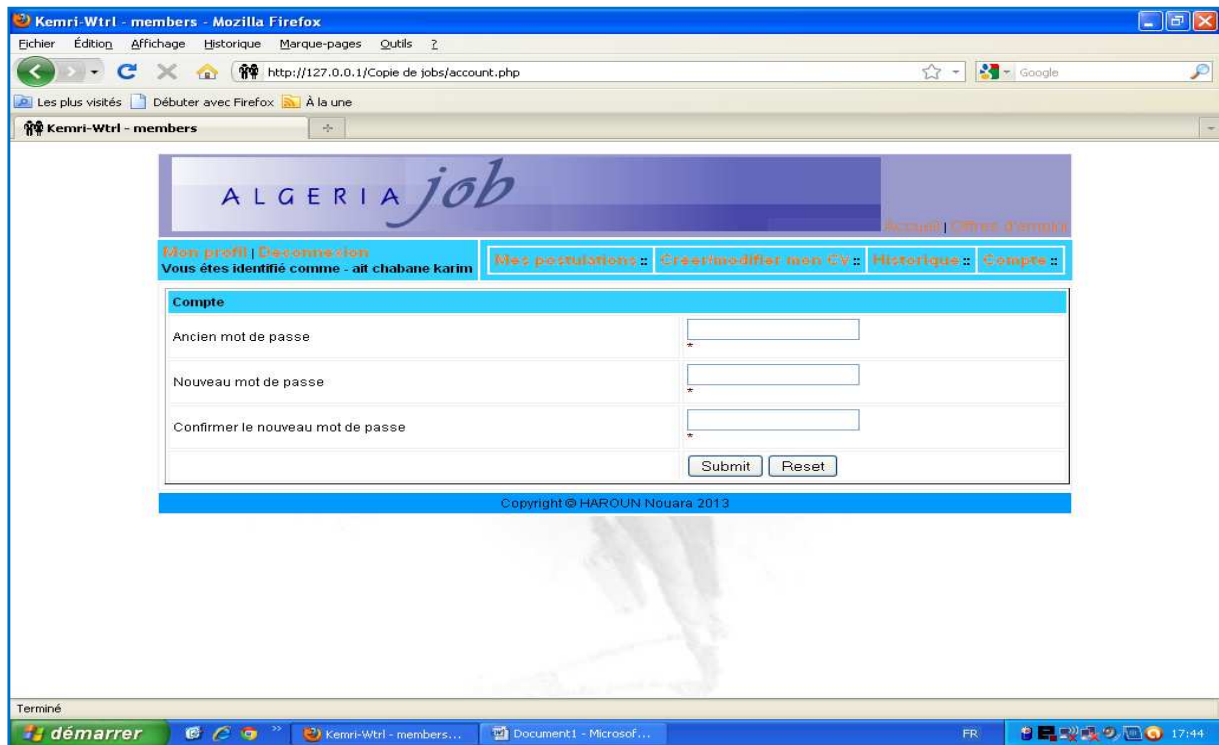 Kemri-Wtrl - members - Mozilla Firefox
Fichier Édition Affichage Historique Marque-pages Outils ?
http://127.0.0.1/Copie de jobs/account.php
Google
Les plus visités Débuter avec Firefox À la une
Kemri-Wtrl - members
ALGERIA job
Accueil | Offres d'emploi
Mon profil | Deconnexion
Vous étes identifié comme - ait chabane karim
Mes postulations :: Créer/modifier mon CV :: Historique :: Compte ::
Compte
Ancien mot de passe
*
Nouveau mot de passe
*
Confirmer le nouveau mot de passe
*
Submit Reset
Copyright © HAROUN Nouara 2013
Terminé
démarrer Kemri-Wtrl - members... Document1 - Microsof... FR 17:44